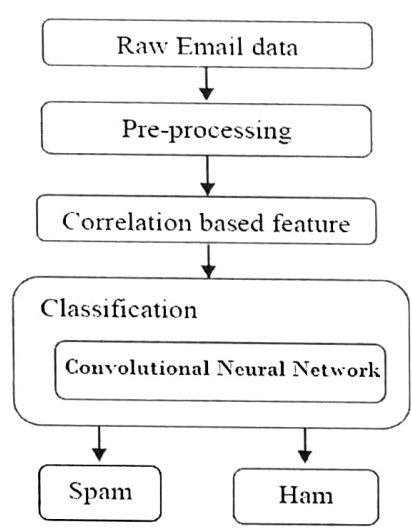 Raw Email data
Pre-processing
Correlation based feature
Classification
Convolutional Neural Network
Spam
Ham